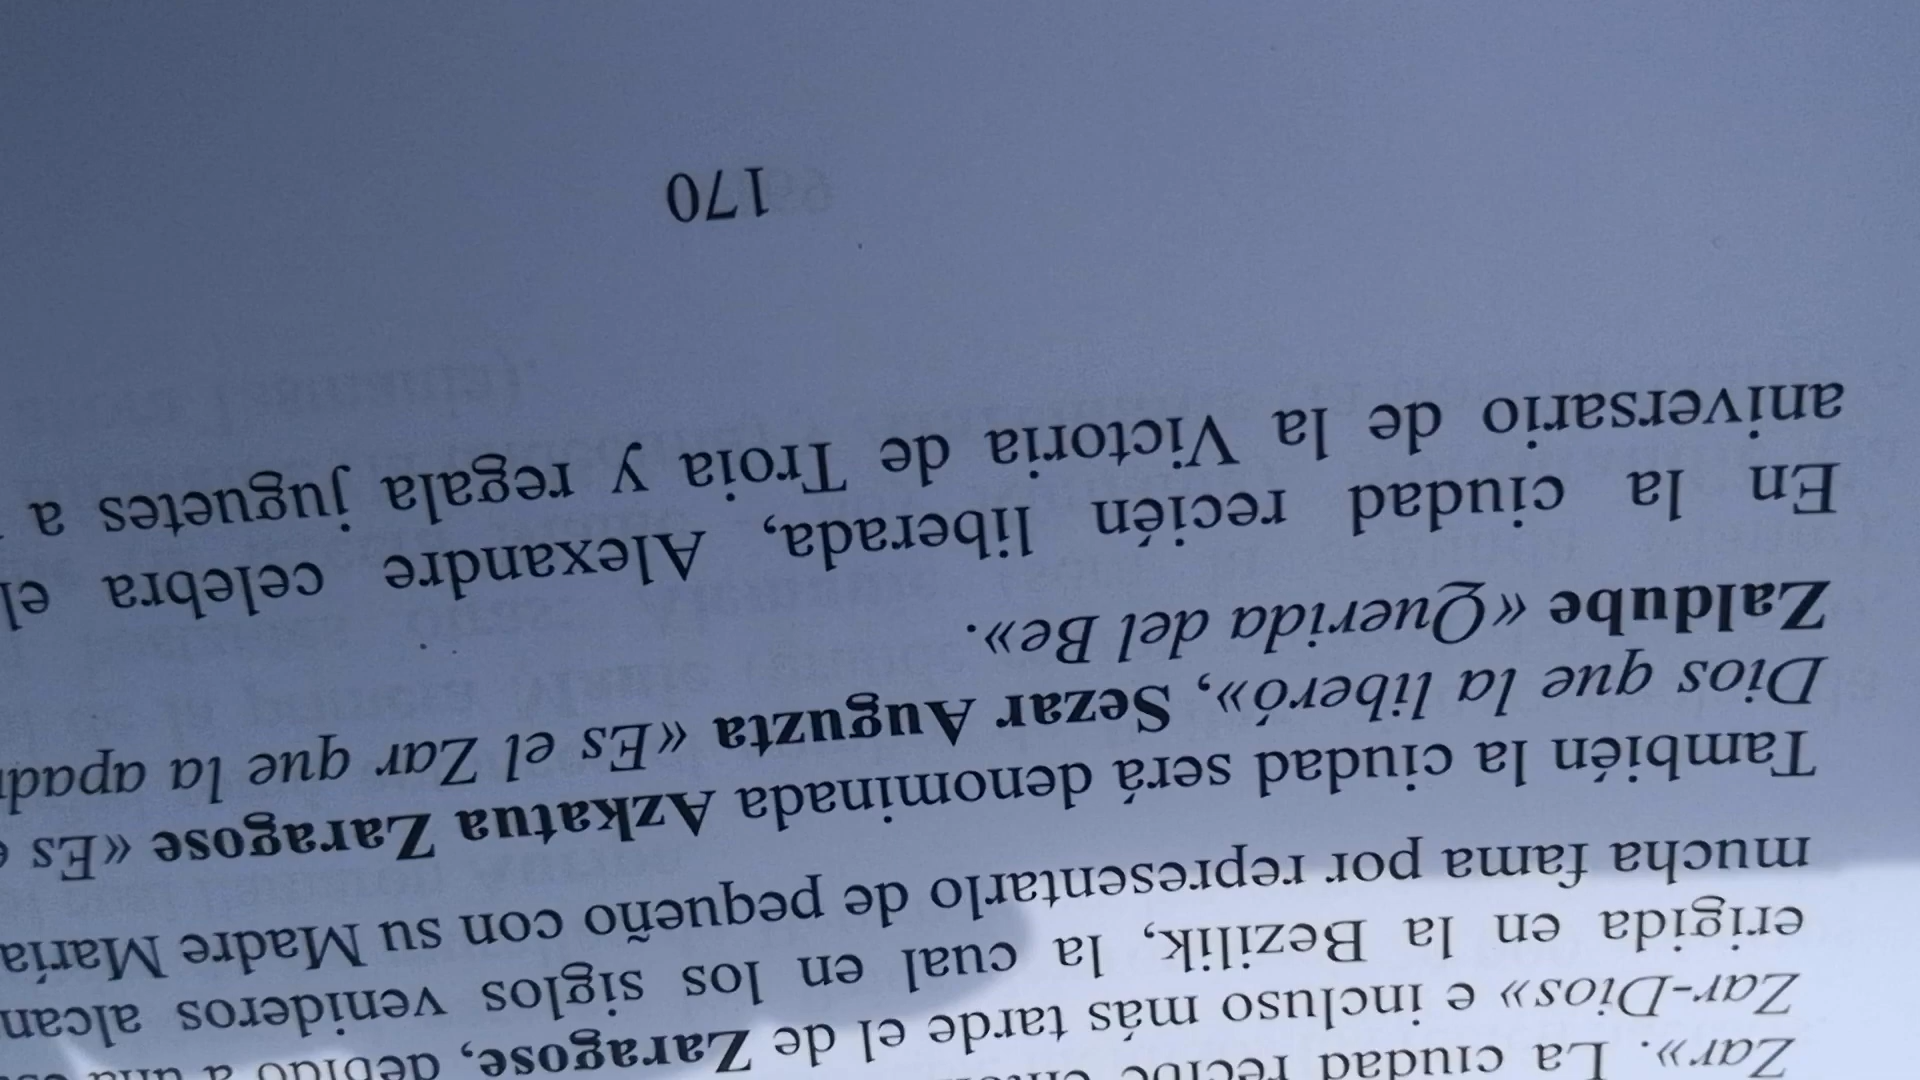 Zar». La ciudad
Zar-Dios» e incluso más tarde el de Zaragose, debido a una
erigida en la Bezilik, la cual en los siglos venideros alcan
mucha fama por representarlo de pequeño con su Madre María
También la ciudad será denominada Azkatua Zaragose «Es
Dios que la liberó», Sezar Auguzta «Es el Zar que la apad
Zaldube «Querida del Be».
En la ciudad recién liberada, Alexandre celebra el
aniversario de la Victoria de Troia y regala juguetes a
170